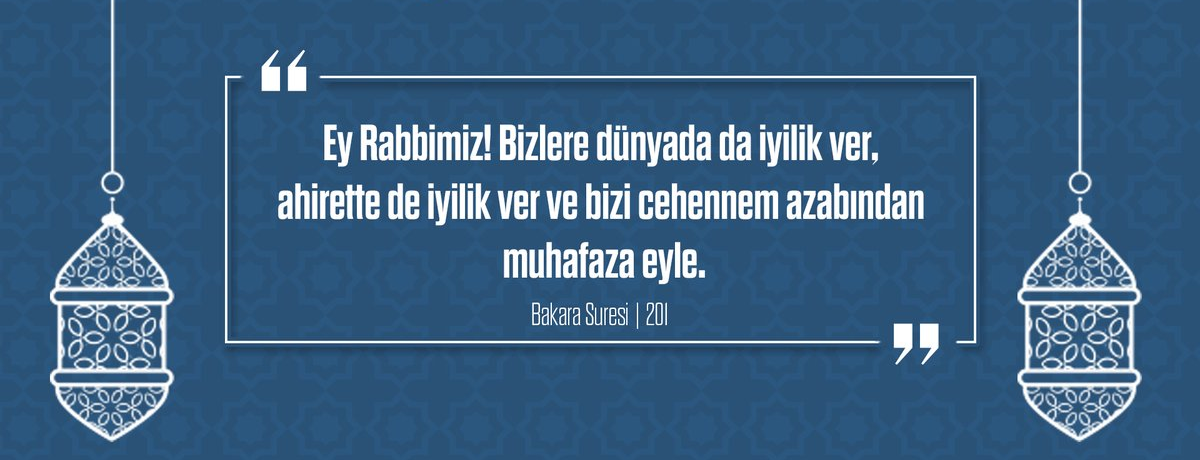 “
Ey Rabbimiz! Bizlere dünyada da iyilik ver,
ahirette de iyilik ver ve bizi cehennem azabından
muhafaza eyle.
Bakara Suresi | 201
”